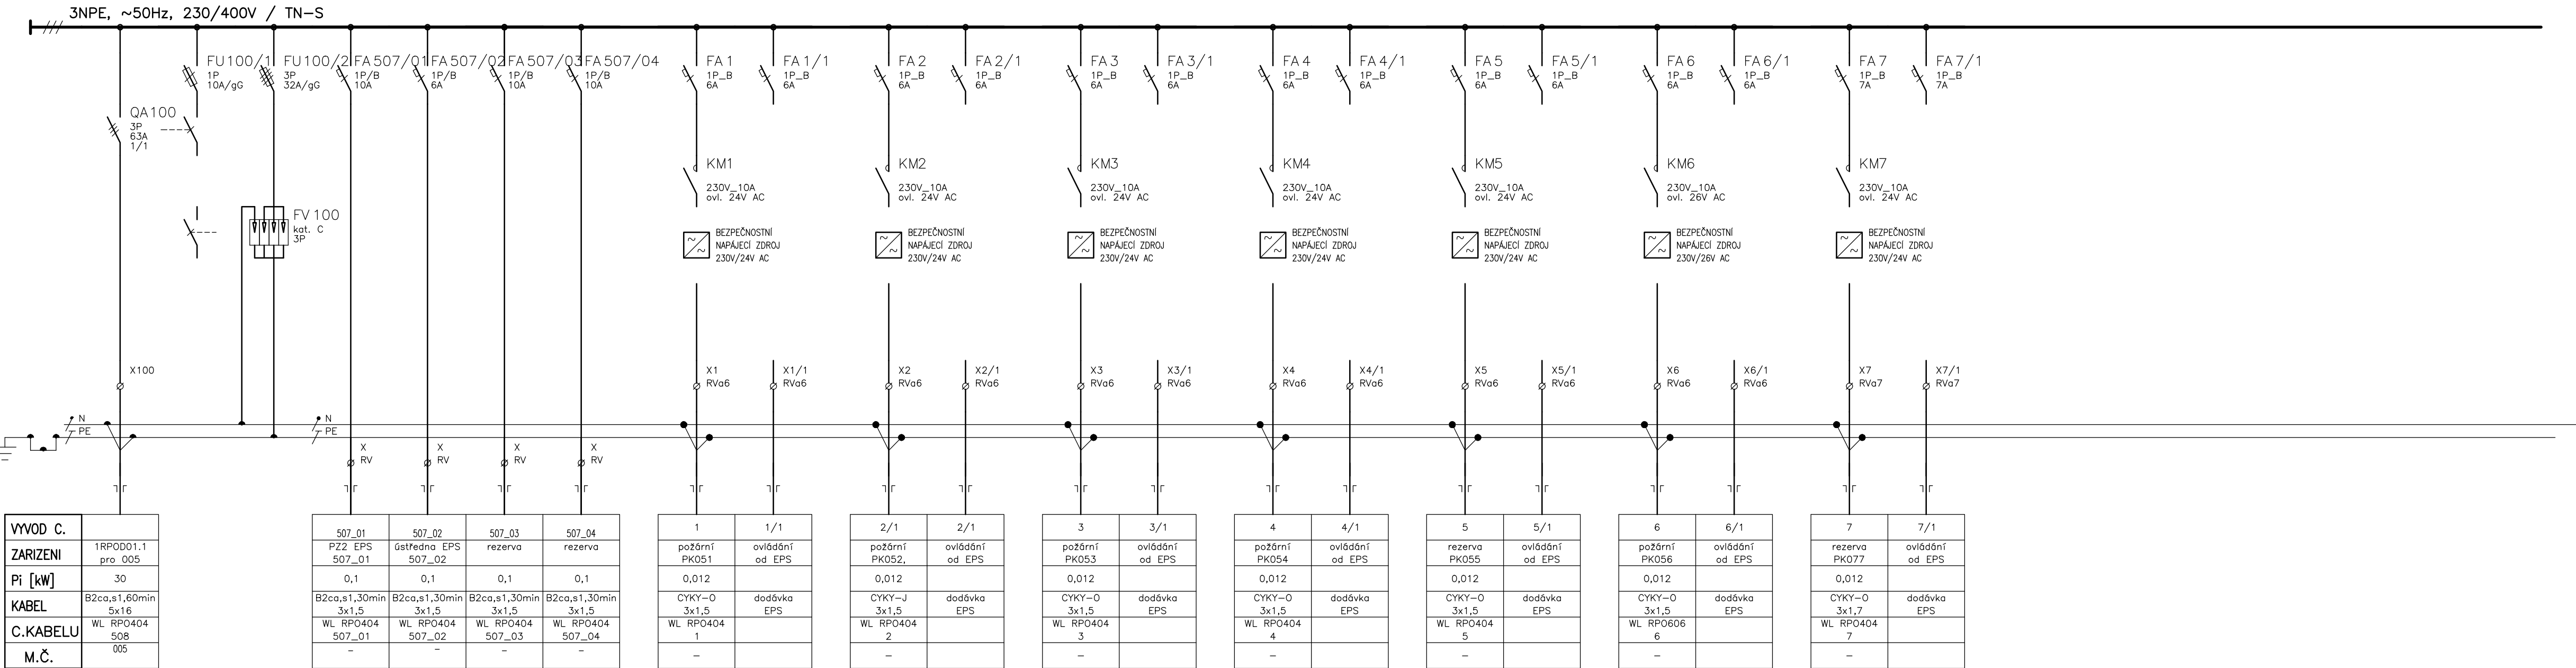 3NPE, ~50Hz, 230/400V / TN-S
FU100/1
1P
10A/gG
FU100/2
3P
32A/gG
FA507/01
1P/B
10A
FA507/02
1P/B
6A
FA507/03
1P/B
10A
FA507/04
1P/B
10A
FA1
1P_B
6A
FA1/1
1P_B
6A
FA2
1P_B
6A
FA2/1
1P_B
6A
FA3
1P_B
6A
FA3/1
1P_B
6A
FA4
1P_B
6A
FA4/1
1P_B
6A
FA5
1P_B
6A
FA5/1
1P_B
6A
FA6
1P_B
6A
FA6/1
1P_B
6A
FA7
1P_B
7A
FA7/1
1P_B
7A
QA100
3P
63A
1/1
KM1
230V_10A
ovl. 24V AC
KM2
230V_10A
ovl. 24V AC
KM3
230V_10A
ovl. 24V AC
KM4
230V_10A
ovl. 24V AC
KM5
230V_10A
ovl. 24V AC
KM6
230V_10A
ovl. 26V AC
KM7
230V_10A
ovl. 24V AC
FV100
kat. C
3P
BEZPEČNOSTNÍ
NAPÁJECÍ ZDROJ
230V/24V AC
BEZPEČNOSTNÍ
NAPÁJECÍ ZDROJ
230V/24V AC
BEZPEČNOSTNÍ
NAPÁJECÍ ZDROJ
230V/24V AC
BEZPEČNOSTNÍ
NAPÁJECÍ ZDROJ
230V/24V AC
BEZPEČNOSTNÍ
NAPÁJECÍ ZDROJ
230V/24V AC
BEZPEČNOSTNÍ
NAPÁJECÍ ZDROJ
230V/26V AC
BEZPEČNOSTNÍ
NAPÁJECÍ ZDROJ
230V/24V AC
X100
X1
RVa6
X1/1
RVa6
X2
RVa6
X2/1
RVa6
X3
RVa6
X3/1
RVa6
X4
RVa6
X4/1
RVa6
X5
RVa6
X5/1
RVa6
X6
RVa6
X6/1
RVa6
X7
RVa7
X7/1
RVa7
N
PE
N
PE
X
RV
X
RV
X
RV
X
RV
VYVOD C. 507_01 507_02 507_03 507_04 1 1/1 2/1 2/1 3 3/1 4 4/1 5 5/1 6 6/1 7 7/1
ZARIZENI
1RPOD01.1 PZ2 EPS ústředna EPS rezerva rezerva požární ovládání požární ovládání požární ovládání požární ovládání rezerva ovládání požární ovládání rezerva ovládání
pro 005 507_01 507_02 PK051 od EPS PK052, od EPS PK053 od EPS PK054 od EPS PK055 od EPS PK056 od EPS PK077 od EPS
Pi [kW] 30 0,1 0,1 0,1 0,1 0,012 0,012 0,012 0,012 0,012 0,012 0,012
KABEL
B2ca,s1,60min B2ca,s1,30min B2ca,s1,30min B2ca,s1,30min B2ca,s1,30min CYKY-O dodávka CYKY-J dodávka CYKY-O dodávka CYKY-O dodávka CYKY-O dodávka CYKY-O dodávka CYKY-O dodávka
5x16 3x1,5 3x1,5 3x1,5 3x1,5 3x1,5 EPS 3x1,5 EPS 3x1,5 EPS 3x1,5 EPS 3x1,5 EPS 3x1,5 EPS 3x1,7 EPS
C.KABELU
WL RPO404 WL RPO404 WL RPO404 WL RPO404 WL RPO404 WL RPO404 WL RPO404 WL RPO404 WL RPO404 WL RPO404 WL RPO606 WL RPO404
508 507_01 507_02 507_03 507_04 1 2 3 4 5 6 7
M.Č. 005 - - - - - - - - - - -